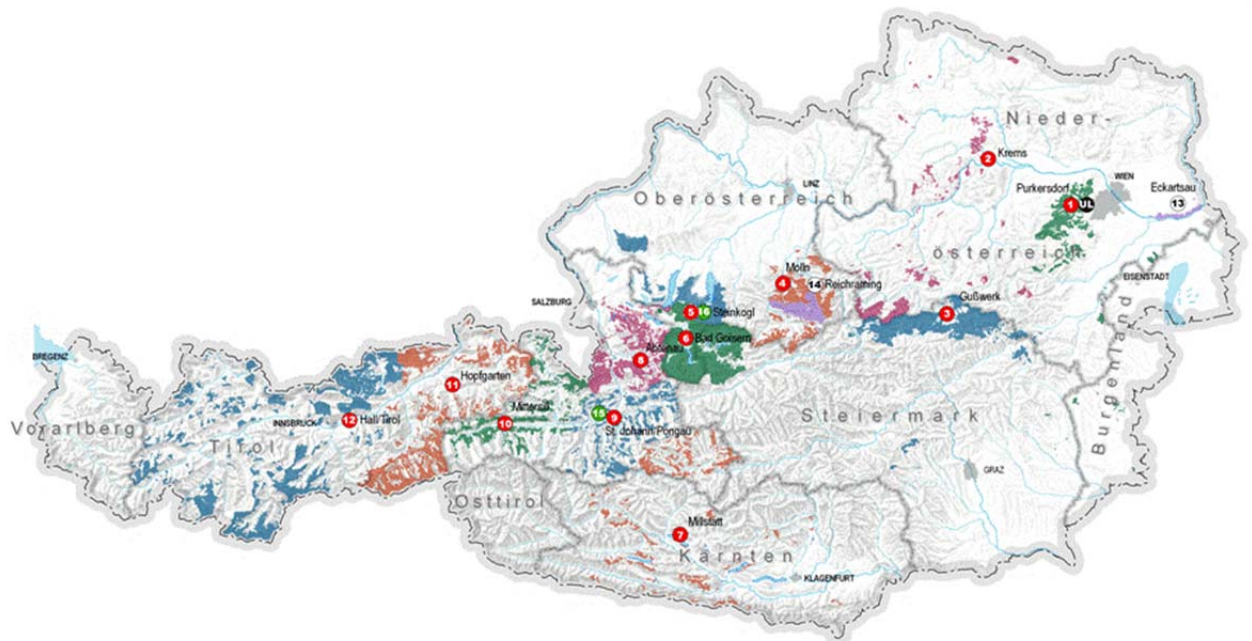 Nieder-
2
Krems
Purkersdorf
WIEN
Eckartsau
1
UL
13
LINZ
Oberösterreich
österreich
EISENSTADT
Molln
4
14
Reichraming
SALZBURG
5
16
Steinkogl
Gußwerk
3
6
Bad Goisern
8
Abtenau
BREGENZ
11
Hopfgarten
Mittersill
10
15
9
St. Johann/Pongau
12
Hall/Tirol
INNSBRUCK
Vorarlberg
Tirol
Steiermark
Burgenland
GRAZ
Osttirol
Millstatt
7
Kärnten
KLAGENFURT